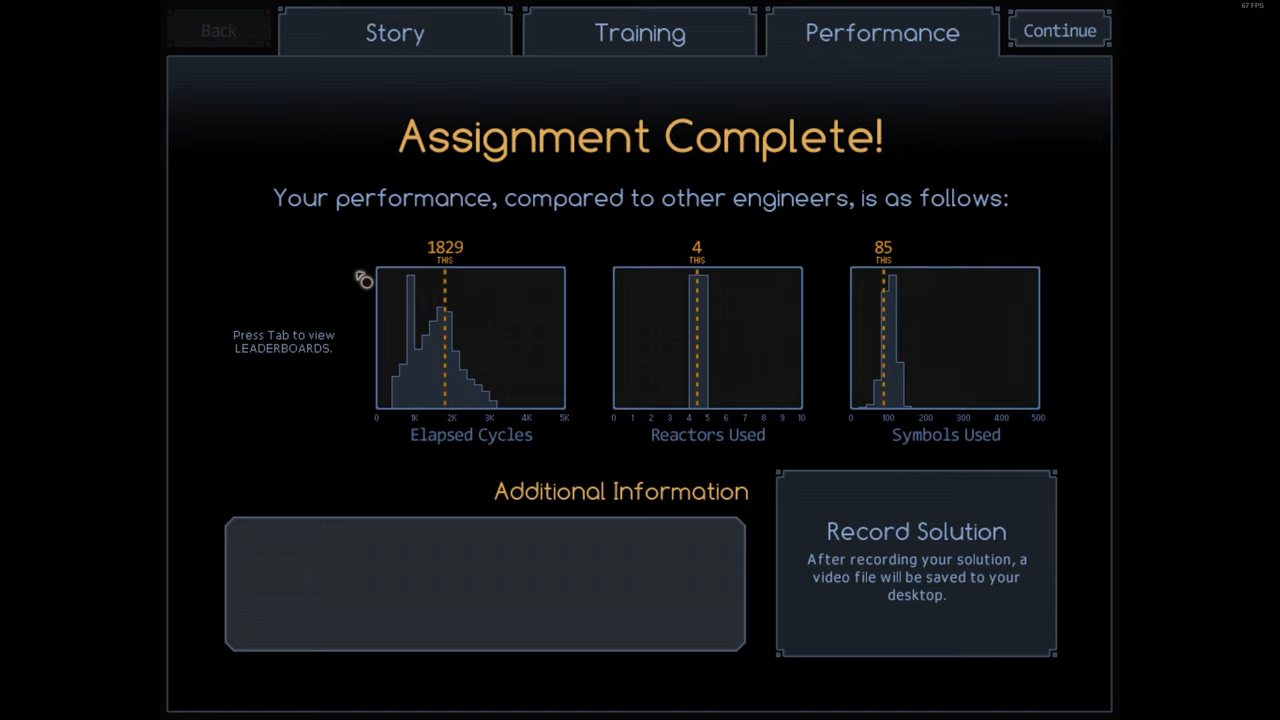 67 FPS
Back
Story
Training
Performance
Continue
Assignment Complete!
Your performance, compared to other engineers, is as follows:
1829
THIS
4
THIS
85
THIS
Press Tab to view
LEADERBOARDS.
0 1K 2K 3K 4K 5K
0 1 2 3 4 5 6 7 8 9 10
0 100 200 300 400 500
Elapsed Cycles
Reactors Used
Symbols Used
Additional Information
Record Solution
After recording your solution, a
video file will be saved to your
desktop.